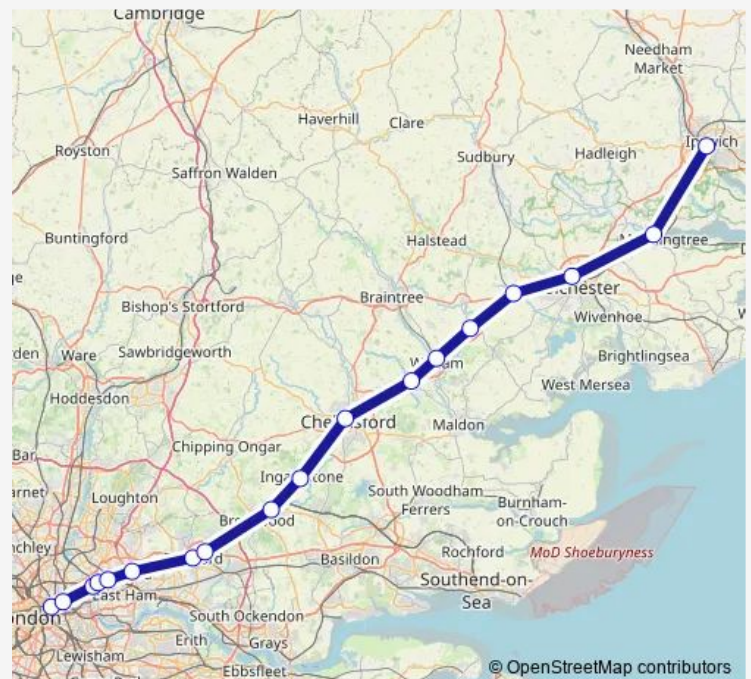 Cambridge
Needham
Market
Haverhill
Clare
Royston
Sudbury
Hadleigh
Saffron Walden
Buntingford
Halstead
Braintree
Bishop's Stortford
Wivenhoe
Ware
Sawbridgeworth
Brightlingsea
Hoddesdon
West Mersea
Maldon
Chipping Ongar
Loughton
South Woodham
Ferrers
Burnham-
on-Crouch
Rochford
MoD Shoeburyness
Basildon
Southend-on-
Sea
East Ham
South Ockendon
Erith
Grays
Lewisham
Ebbsfleet
© OpenStreetMap contributors